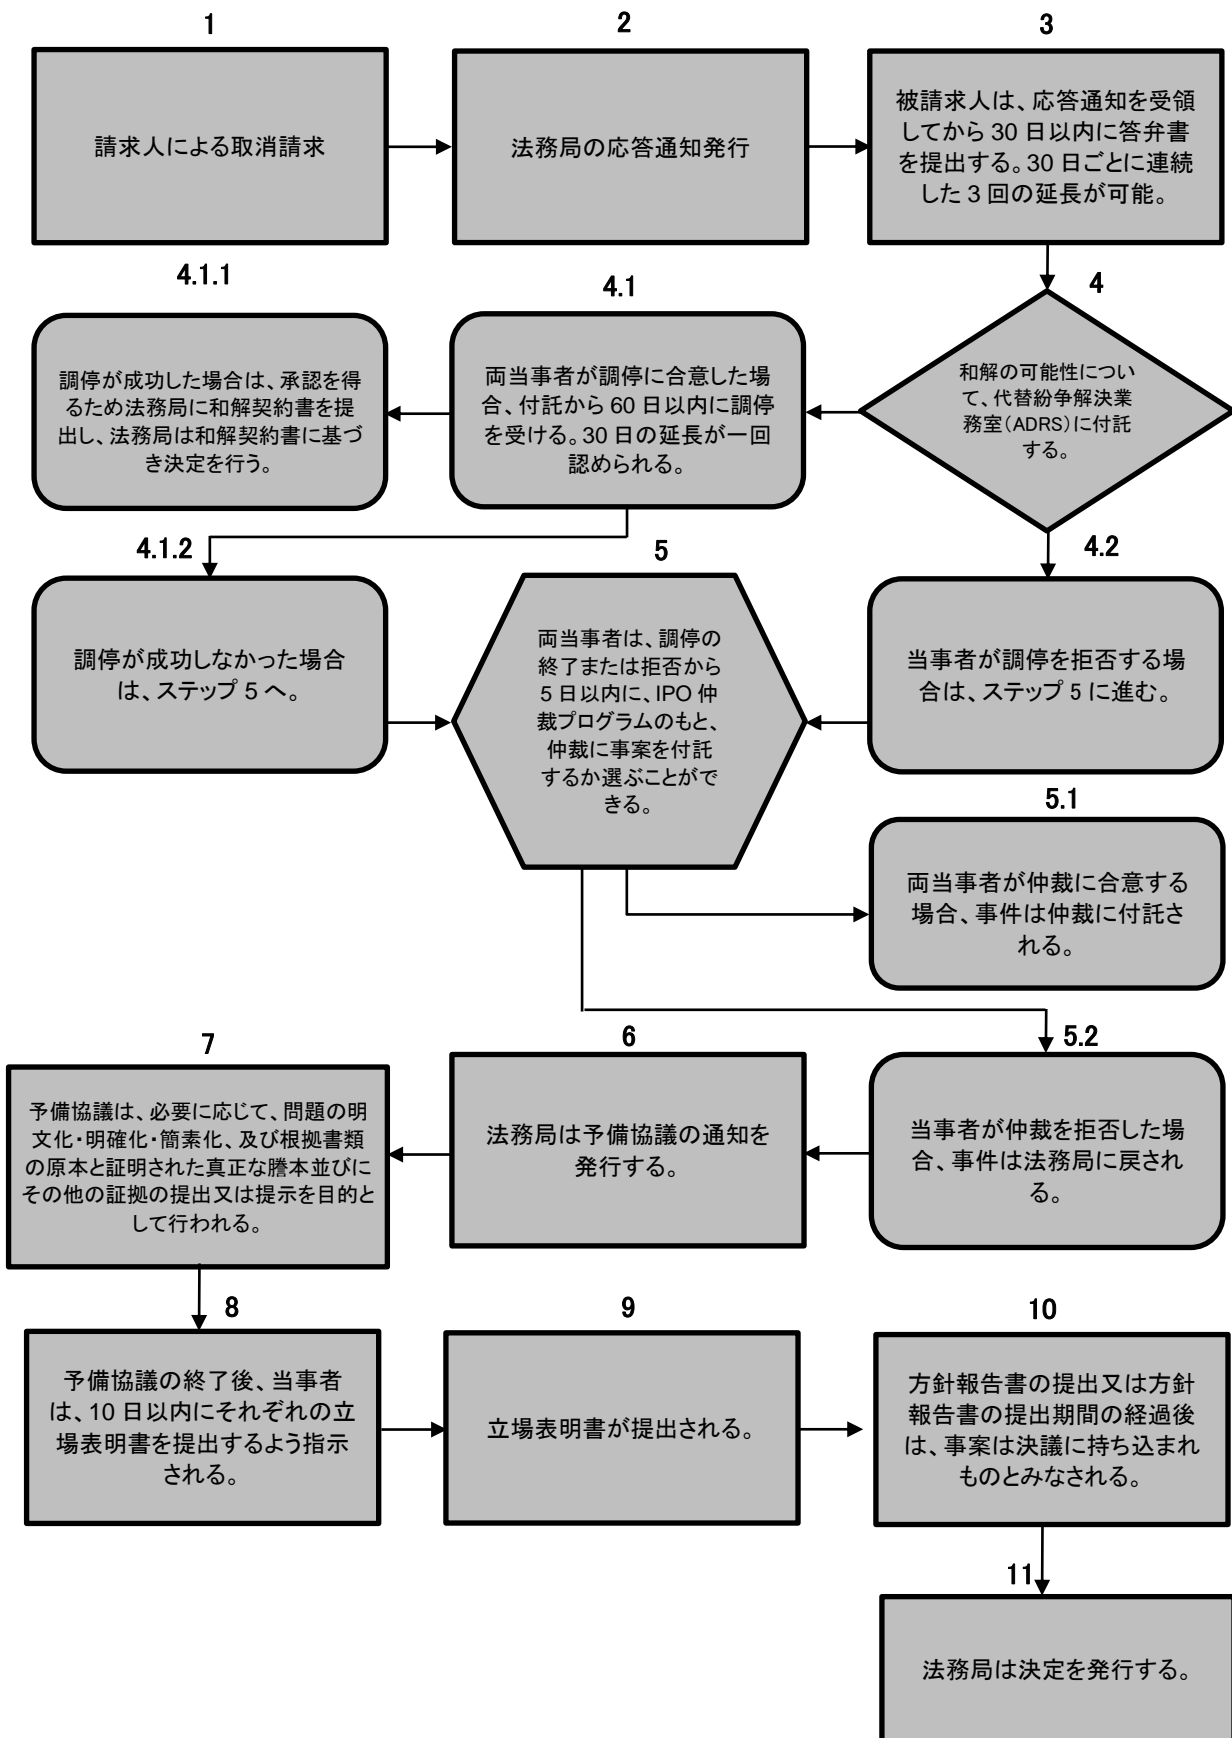 1
請求人による取消請求
2
法務局の応答通知発行
3
被請求人は、応答通知を受領
してから 30 日以内に答弁書
を提出する。30 日ごとに連続
した 3 回の延長が可能。
4
和解の可能性につい
て、代替紛争解決業
務室(ADRS)に付託
する。
4.1
両当事者が調停に合意した場
合、付託から 60 日以内に調停
を受ける。30 日の延長が一回
認められる。
4.1.1
調停が成功した場合は、承認を得
るため法務局に和解契約書を提
出し、法務局は和解契約書に基づ
き決定を行う。
4.1.2
調停が成功しなかった場合
は、ステップ 5 へ。
4.2
当事者が調停を拒否する場
合は、ステップ 5 に進む。
5
両当事者は、調停の
終了または拒否から
5 日以内に、IPO 仲
裁プログラムのもと、
仲裁に事案を付託
するか選ぶことがで
きる。
5.1
両当事者が仲裁に合意する
場合、事件は仲裁に付託さ
れる。
5.2
当事者が仲裁を拒否した場
合、事件は法務局に戻され
る。
6
法務局は予備協議の通知を
発行する。
7
予備協議は、必要に応じて、問題の明
文化・明確化・簡素化、及び根拠書類
の原本と証明された真正な謄本並びに
その他の証拠の提出又は提示を目的と
して行われる。
8
予備協議の終了後、当事者
は、10 日以内にそれぞれの立
場表明書を提出するよう指示
される。
9
立場表明書が提出される。
10
方針報告書の提出又は方針
報告書の提出期間の経過後
は、事案は決議に持ち込まれ
ものとみなされる。
11
法務局は決定を発行する。